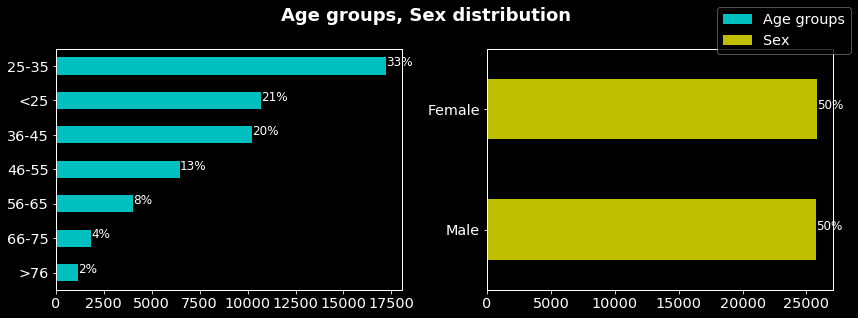 Age groups, Sex distribution
Age groups
Sex
25-35 33%
<25 21%
36-45 20%
46-55 13%
56-65 8%
66-75 4%
>76 2%
0 2500 5000 7500 10000 12500 15000 17500
Female 50%
Male 50%
0 5000 10000 15000 20000 25000